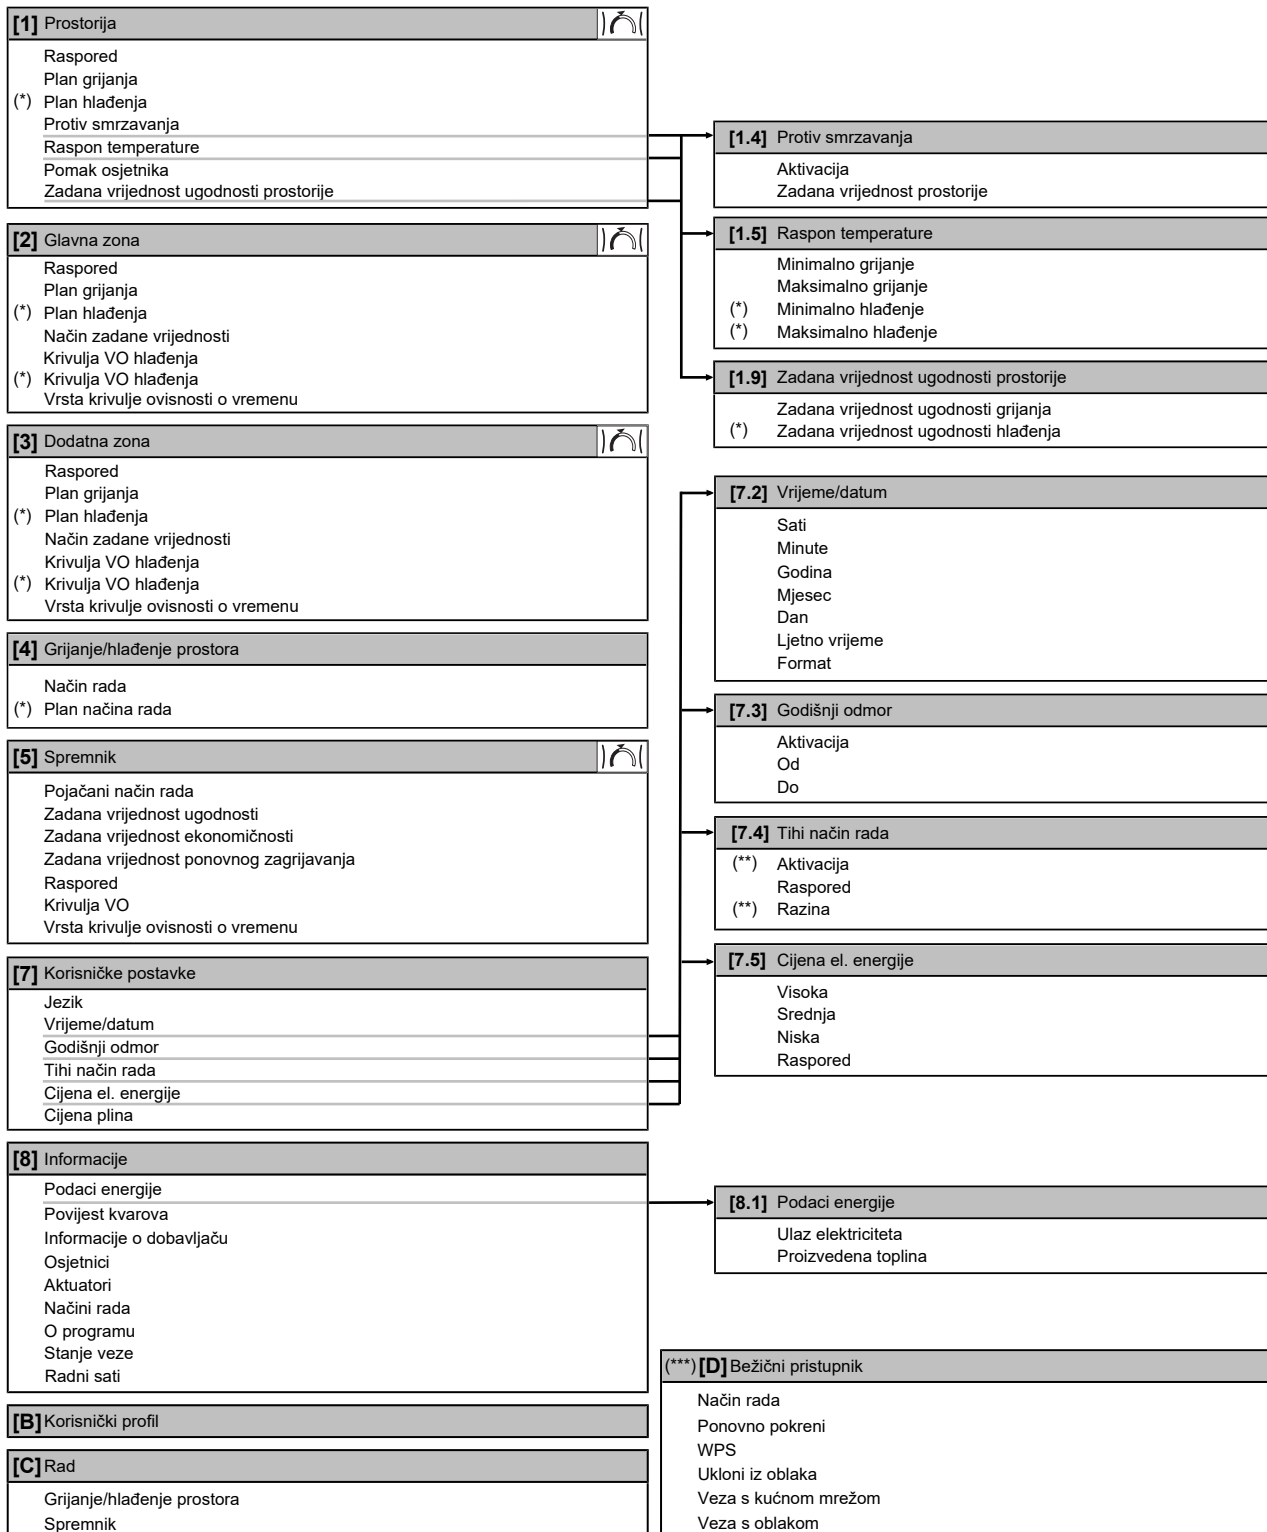 [1] Prostorija
Raspored
Plan grijanja
(*) Plan hlađenja
Protiv smrzavanja
Raspon temperature
Pomak osjetnika
Zadana vrijednost ugodnosti prostorije
[2] Glavna zona
Raspored
Plan grijanja
(*) Plan hlađenja
Način zadane vrijednosti
Krivulja VO hlađenja
(*) Krivulja VO hlađenja
Vrsta krivulje ovisnosti o vremenu
[3] Dodatna zona
Raspored
Plan grijanja
(*) Plan hlađenja
Način zadane vrijednosti
Krivulja VO hlađenja
(*) Krivulja VO hlađenja
Vrsta krivulje ovisnosti o vremenu
[4] Grijanje/hlađenje prostora
Način rada
(*) Plan načina rada
[5] Spremnik
Pojačani način rada
Zadana vrijednost ugodnosti
Zadana vrijednost ekonomičnosti
Zadana vrijednost ponovnog zagrijavanja
Raspored
Krivulja VO
Vrsta krivulje ovisnosti o vremenu
[7] Korisničke postavke
Jezik
Vrijeme/datum
Godišnji odmor
Tihi način rada
Cijena el. energije
Cijena plina
[8] Informacije
Podaci energije
Povijest kvarova
Informacije o dobavljaču
Osjetnici
Aktuatori
Načini rada
O programu
Stanje veze
Radni sati
[B] Korisnički profil
[C] Rad
Grijanje/hlađenje prostora
Spremnik
[1.4] Protiv smrzavanja
Aktivacija
Zadana vrijednost prostorije
[1.5] Raspon temperature
Minimalno grijanje
Maksimalno grijanje
(*) Minimalno hlađenje
(*) Maksimalno hlađenje
[1.9] Zadana vrijednost ugodnosti prostorije
Zadana vrijednost ugodnosti grijanja
(*) Zadana vrijednost ugodnosti hlađenja
[7.2] Vrijeme/datum
Sati
Minute
Godina
Mjesec
Dan
Ljetno vrijeme
Format
[7.3] Godišnji odmor
Aktivacija
Od
Do
[7.4] Tihi način rada
(**) Aktivacija
Raspored
(**) Razina
[7.5] Cijena el. energije
Visoka
Srednja
Niska
Raspored
[8.1] Podaci energije
Ulaz elektriciteta
Proizvedena toplina
(***) [D] Bežični pristupnik
Način rada
Ponovno pokreni
WPS
Ukloni iz oblaka
Veza s kućnom mrežom
Veza s oblakom